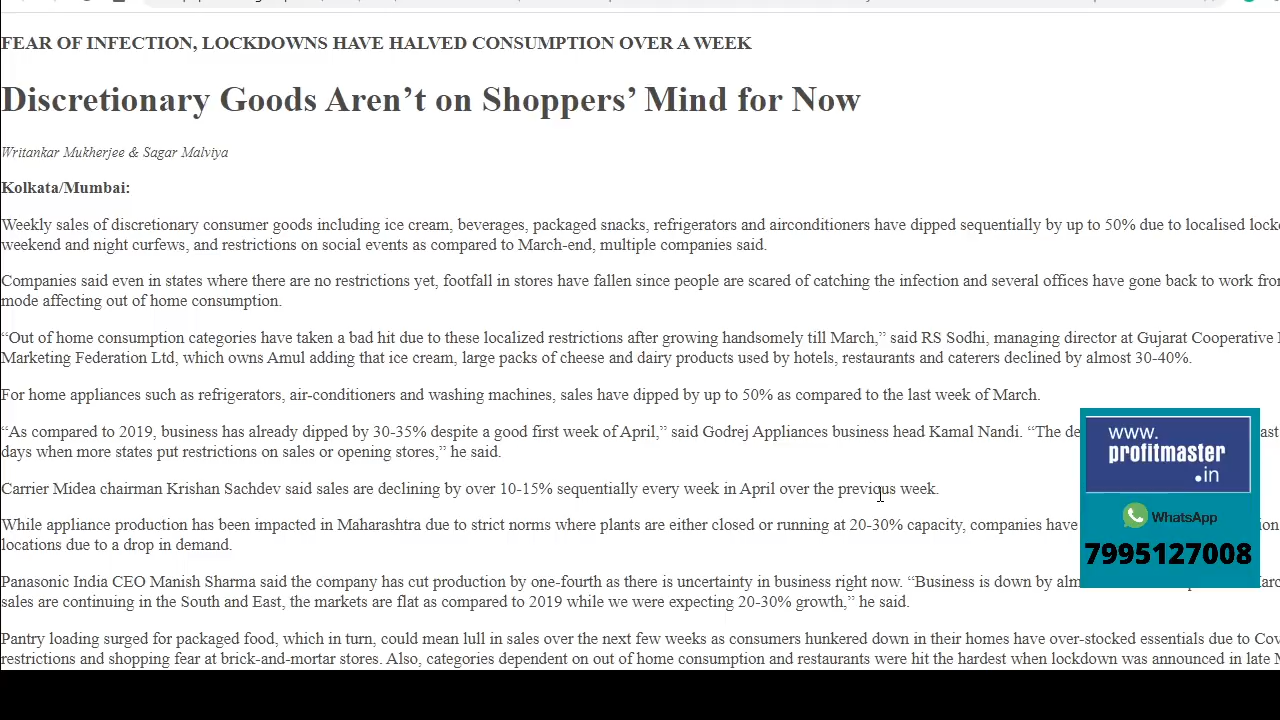 FEAR OF INFECTION, LOCKDOWNS HAVE HALVED CONSUMPTION OVER A WEEK
Discretionary Goods Aren’t on Shoppers’ Mind for Now
Writankar Mukherjee & Sagar Malviya
Kolkata/Mumbai:
Weekly sales of discretionary consumer goods including ice cream, beverages, packaged snacks, refrigerators and airconditioners have dipped sequentially by up to 50% due to localised
weekend and night curfews, and restrictions on social events as compared to March-end, multiple companies said.
Companies said even in states where there are no restrictions yet, footfall in stores have fallen since people are scared of catching the infection and several offices have gone back to work
mode affecting out of home consumption.
“Out of home consumption categories have taken a bad hit due to these localized restrictions after growing handsomely till March,” said RS Sodhi, managing director at Gujarat Cooperative
Marketing Federation Ltd, which owns Amul adding that ice cream, large packs of cheese and dairy products used by hotels, restaurants and caterers declined by almost 30-40%.
For home appliances such as refrigerators, air-conditioners and washing machines, sales have dipped by up to 50% as compared to the last week of March.
“As compared to 2019, business has already dipped by 30-35% despite a good first week of April,” said Godrej Appliances business head Kamal Nandi. “The
days when more states put restrictions on sales or opening stores,” he said.
Carrier Midea chairman Krishan Sachdev said sales are declining by over 10-15% sequentially every week in April over the previous week.
While appliance production has been impacted in Maharashtra due to strict norms where plants are either closed or running at 20-30% capacity, companies have
locations due to a drop in demand.
Panasonic India CEO Manish Sharma said the company has cut production by one-fourth as there is uncertainty in business right now. “Business is down by
sales are continuing in the South and East, the markets are flat as compared to 2019 while we were expecting 20-30% growth,” he said.
Pantry loading surged for packaged food, which in turn, could mean lull in sales over the next few weeks as consumers hunkered down in their homes have over-stocked essentials due to
restrictions and shopping fear at brick-and-mortar stores. Also, categories dependent on out of home consumption and restaurants were hit the hardest when lockdown was announced in late
www.
profitmaster
.in
WhatsApp
7995127008